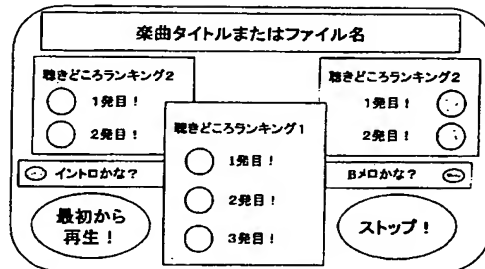 楽曲タイトルまたはファイル名
聴きどころランキング2
1発目！
2発目！
聴きどころランキング2
1発目！
2発目！
聴きどころランキング1
1発目！
2発目！
3発目！
イントロかな？
Bメロかな？
最初から
再生！
ストップ！